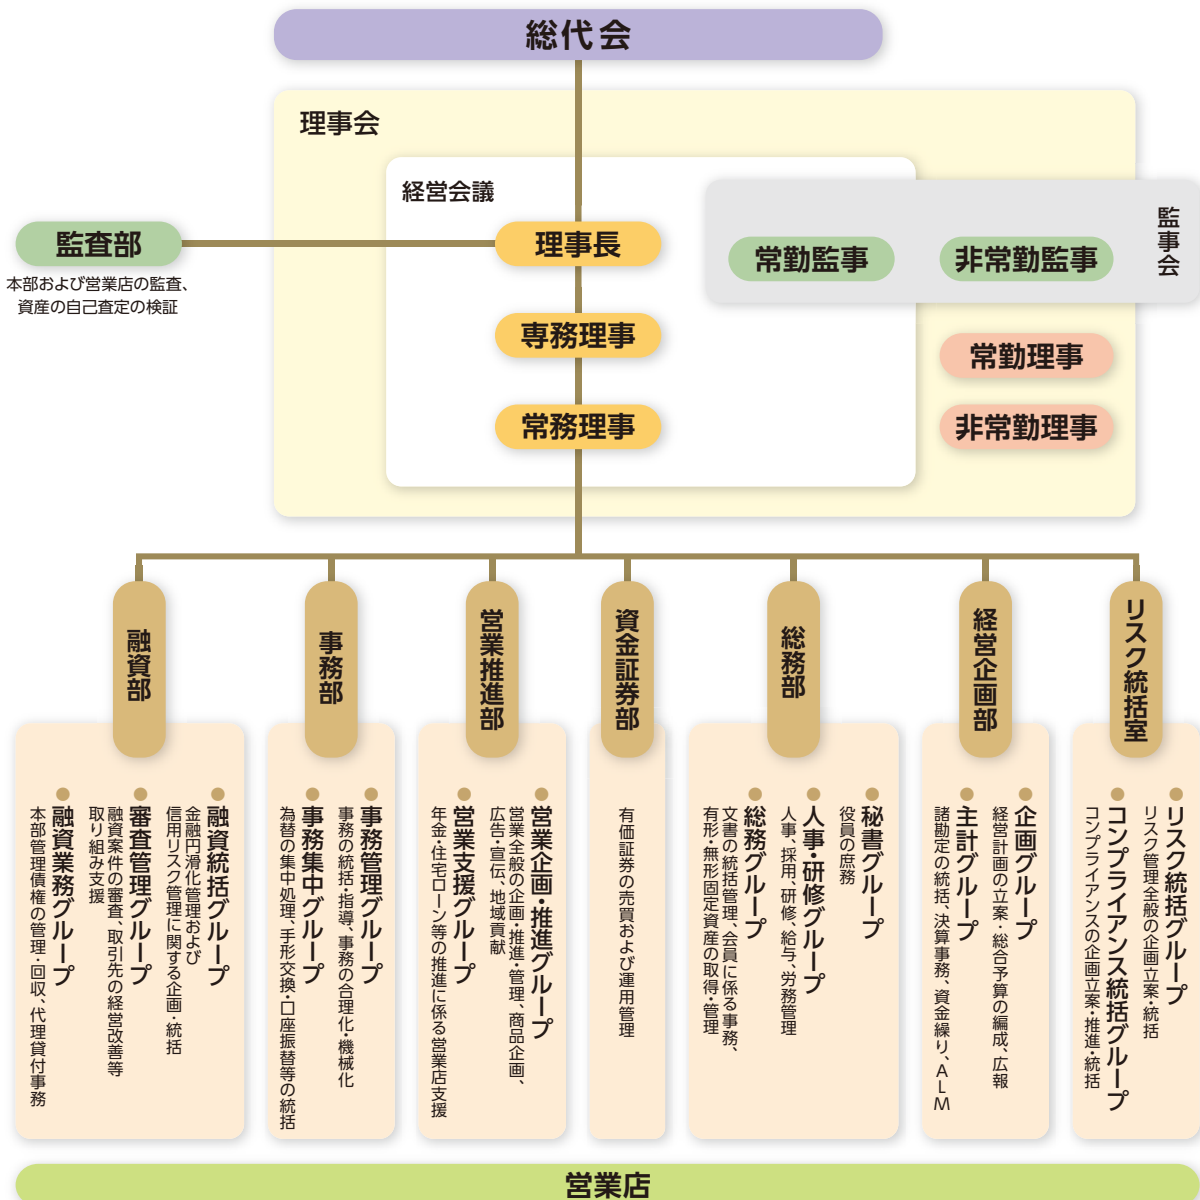 総代会
理事会
経営会議
監事会
監査部
本部および営業店の監査、
資産の自己査定の検証
理事長
常勤監事
非常勤監事
専務理事
常勤理事
常務理事
非常勤理事
リスク統括室
リスク統括グループ
リスク管理全般の企画立案・統括
コンプライアンス統括グループ
コンプライアンスの企画立案・推進・統括
経営企画部
企画グループ
経営計画の立案・総合予算の編成、広報
主計グループ
諸勘定の統括、決算事務、資金繰り、ALM
総務部
秘書グループ
役員の庶務
人事・研修グループ
人事、採用、研修、給与、労務管理
総務グループ
文書の統括管理、会員に係る事務、
有形・無形固定資産の取得・管理
資金証券部
有価証券の売買および運用管理
営業推進部
営業企画・推進グループ
営業全般の企画・推進・管理、商品企画、
広告・宣伝、地域貢献
営業支援グループ
年金・住宅ローン等の推進に係る営業店支援
事務部
事務管理グループ
事務の統括・指導、事務の合理化・機械化
事務集中グループ
為替の集中処理、手形交換・口座振替等の統括
融資部
融資統括グループ
金融円滑化管理および
信用リスク管理に関する企画・統括
審査管理グループ
融資案件の審査、取引先の経営改善等
取り組み支援
融資業務グループ
本部管理債権の管理・回収、代理貸付事務
営業店